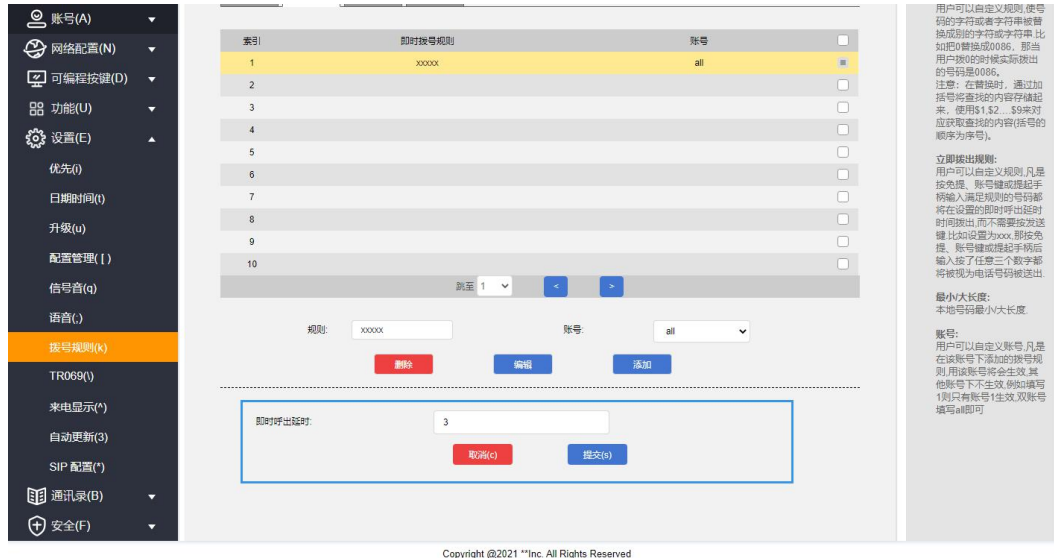 账号(A)
网络配置(N)
可编程按键(D)
功能(U)
设置(E)
优先(i)
日期时间(t)
升级(u)
配置管理( [ )
信号音(q)
语音(;)
拨号规则(k)
TR069(\)
来电显示(^)
自动更新(3)
SIP 配置(*)
通讯录(B)
安全(F)
索引 即时拨号规则 账号
1 xxxxx all
2
3
4
5
6
7
8
9
10
跳至 1 < >
规则: xxxxx 账号: all
删除 编辑 添加
即时呼出延时: 3
取消(c) 提交(s)
用户可以自定义规则,使号
码的字符或者字符串被替
换成别的字符或字符串.比
如把0替换成0086，那当
用户拨0的时候实际拨出
的号码是0086。
注意：在替换时，通过加
括号将查找的内容存储起
来，使用$1,$2....$9来对
应获取查找的内容(括号的
顺序为序号)。
立即拨出规则:
用户可以自定义规则,凡是
按免提、账号键或提起手
柄输入满足规则的号码都
将在设置的即时呼出延时
时间拨出,而不需要按发送
键.比如设置为xxx,那按免
提、账号键或提起手柄后
输入按了任意三个数字都
将被视为电话号码被送出.
最小/大长度:
本地号码最小/大长度.
账号:
用户可以自定义账号,凡是
在该账号下添加的拨号规
则,用该账号将会生效,其
他账号下不生效,例如填写
1则只有账号1生效,双账号
填写all即可
Copyright @2021 **Inc. All Rights Reserved